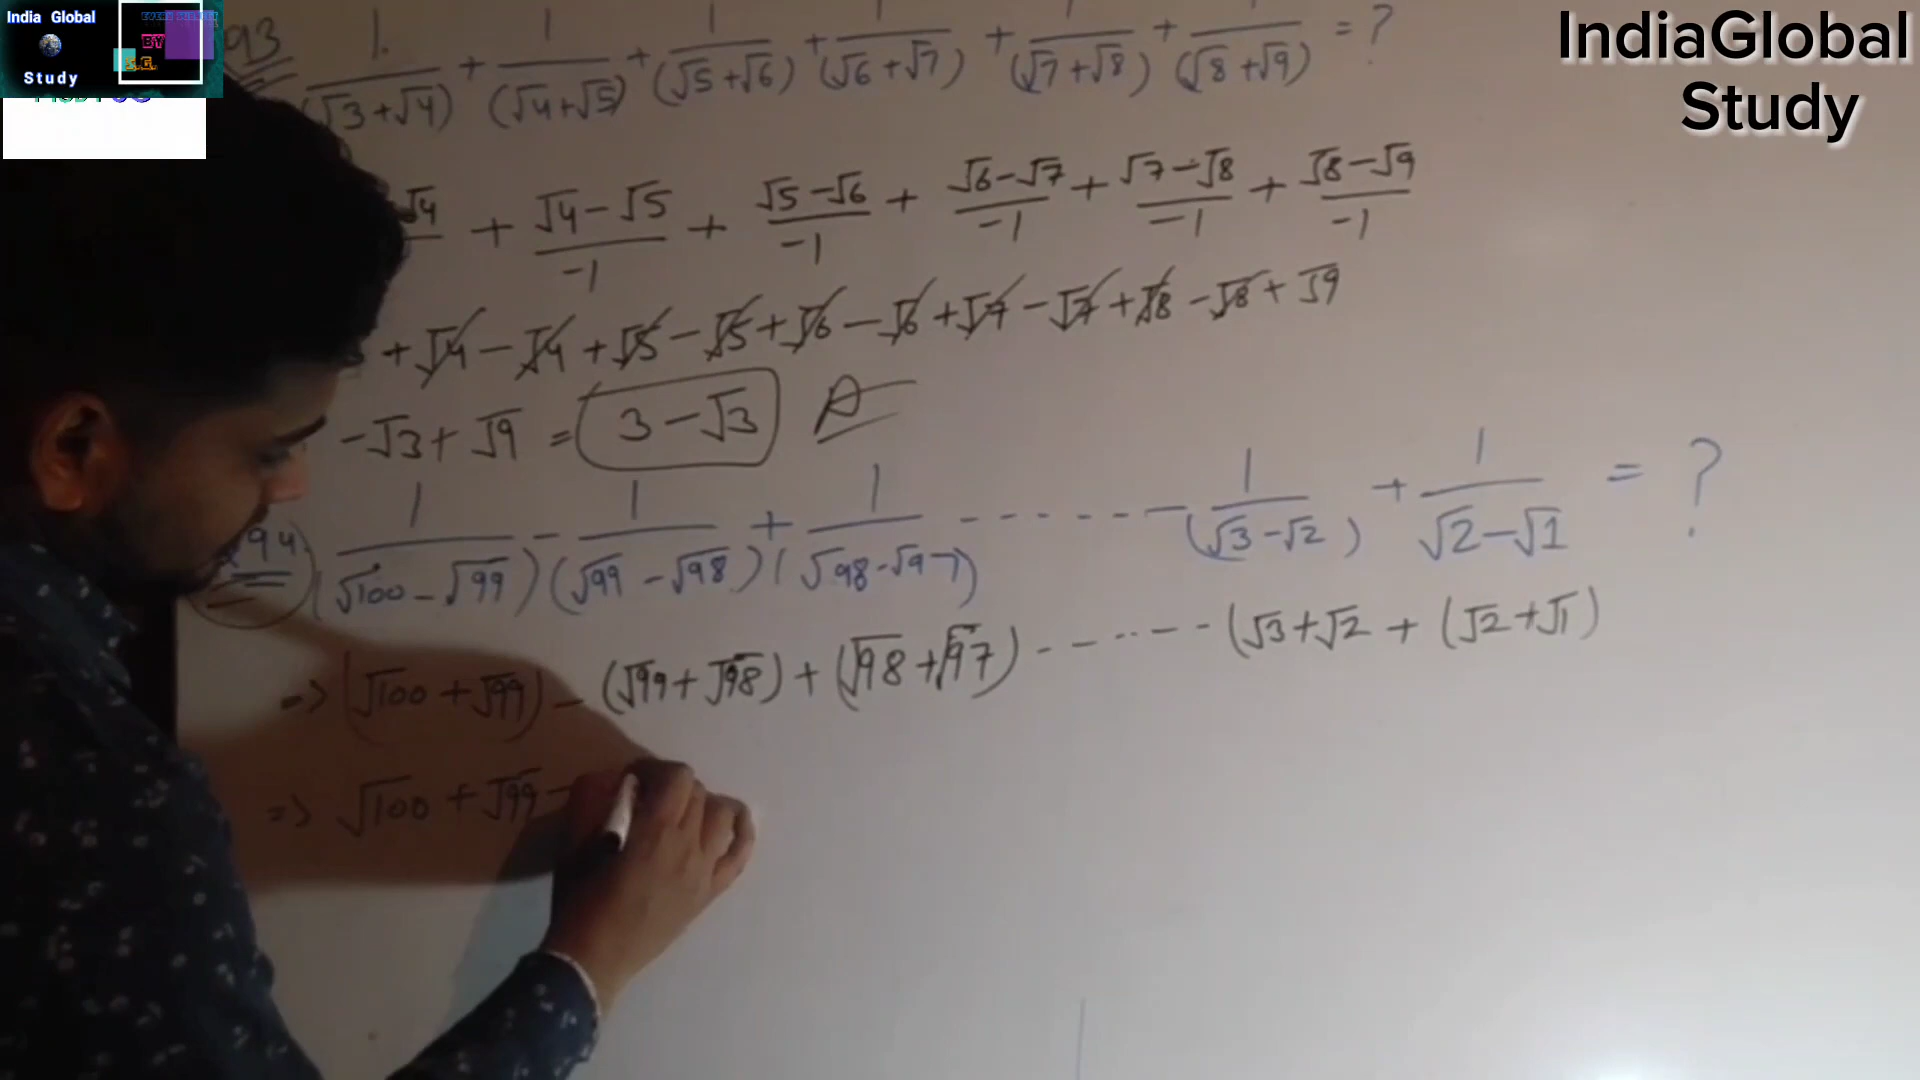 India Global
Study
BY
S.G.
IndiaGlobal
Study
93 1/(√3+√4) + 1/(√4+√5) + 1/(√5+√6) + 1/(√6+√7) + 1/(√7+√8) + 1/(√8+√9) = ?
√4 + (√4-√5)/-1 + (√5-√6)/-1 + (√6-√7)/-1 + (√7-√8)/-1 + (√8-√9)/-1
+√4-√4+√5-√5+√6-√6+√7-√7+√8-√8+√9
-√3+√9 = 3-√3 A
94. 1/(√100-√99) - 1/(√99-√98) + 1/(√98-√97) ------- 1/(√3-√2) + 1/√2-√1 = ?
=> (√100+√99) - (√99+√98) + (√98+√97) ------- (√3+√2 + (√2+√1)
=> √100 + √99 -